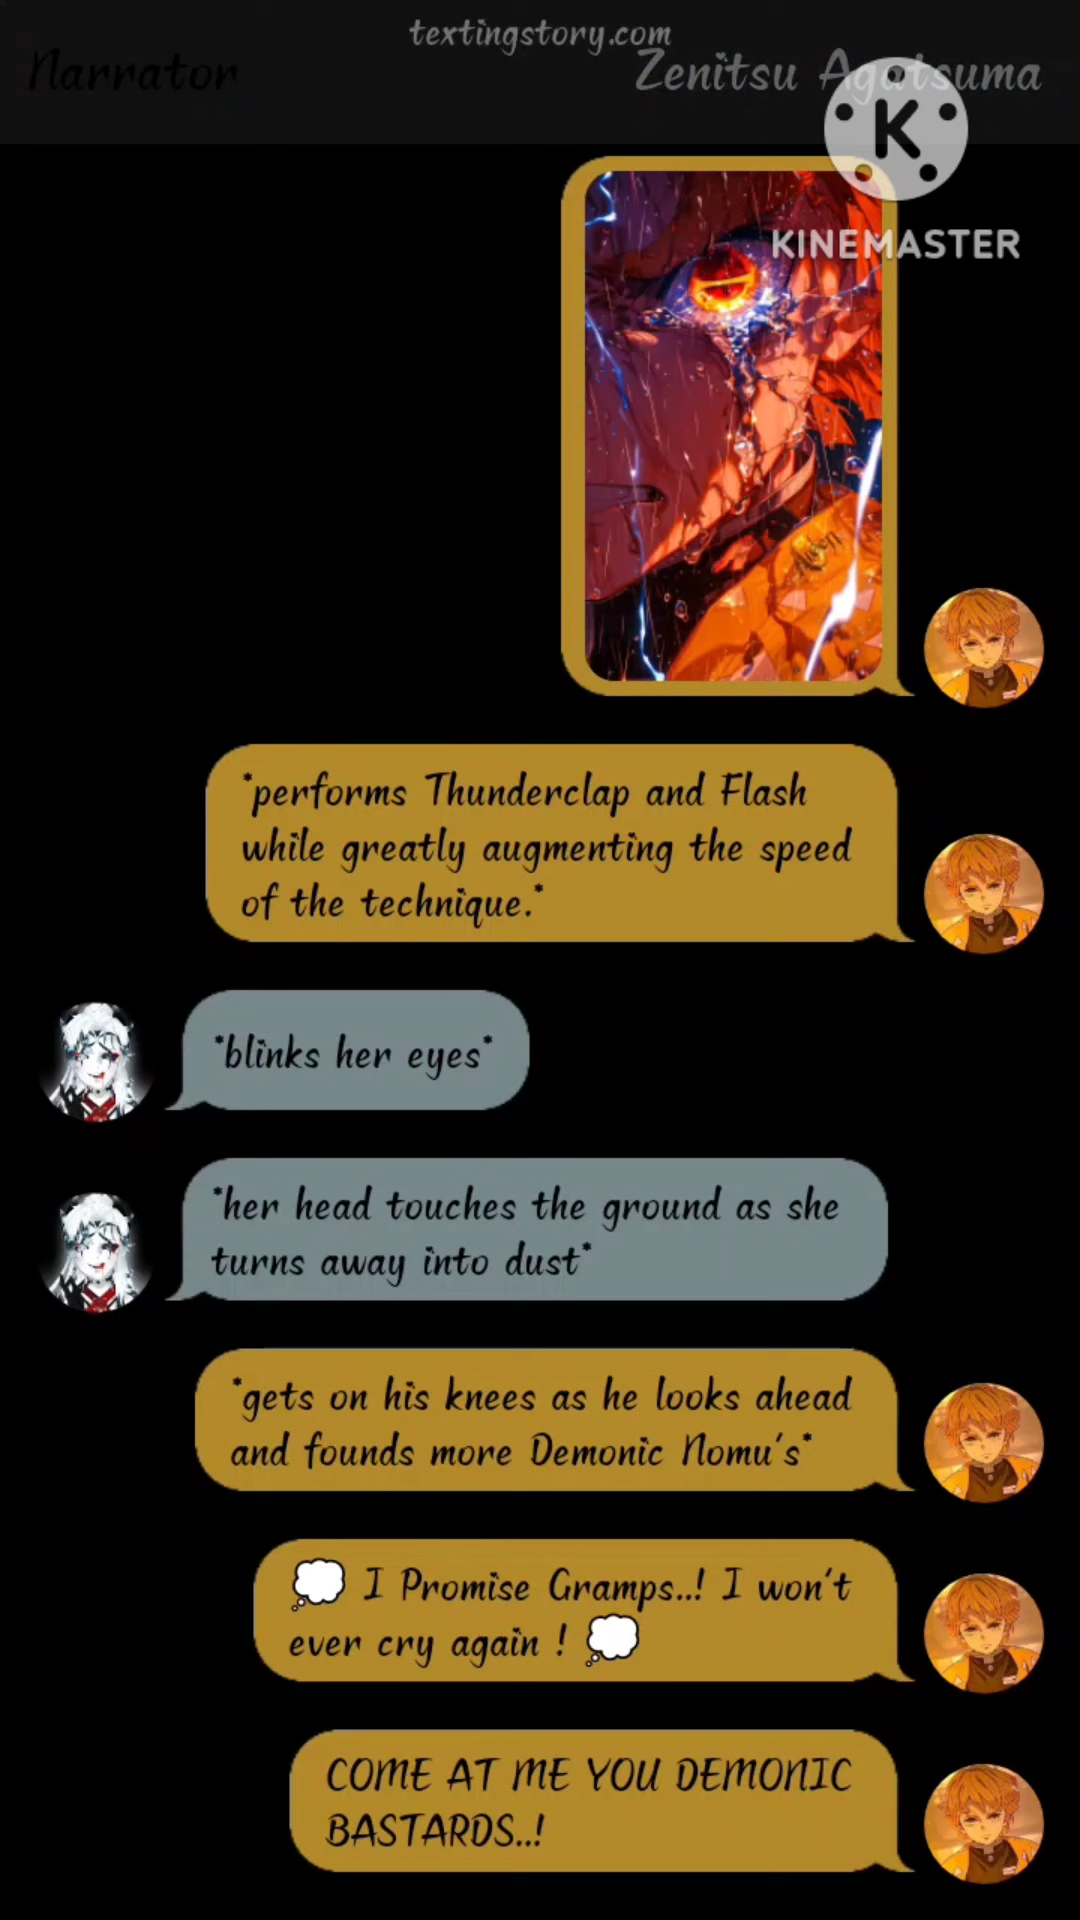 textingstory.com
Narrator
Zenitsu Agatsuma
K
KINEMASTER
*performs Thunderclap and Flash
while greatly augmenting the speed
of the technique.*
*blinks her eyes*
*her head touches the ground as she
turns away into dust*
*gets on his knees as he looks ahead
and founds more Demonic Nomu's*
💭 I Promise Gramps..! I won't
ever cry again ! 💭
COME AT ME YOU DEMONIC
BASTARDS..!